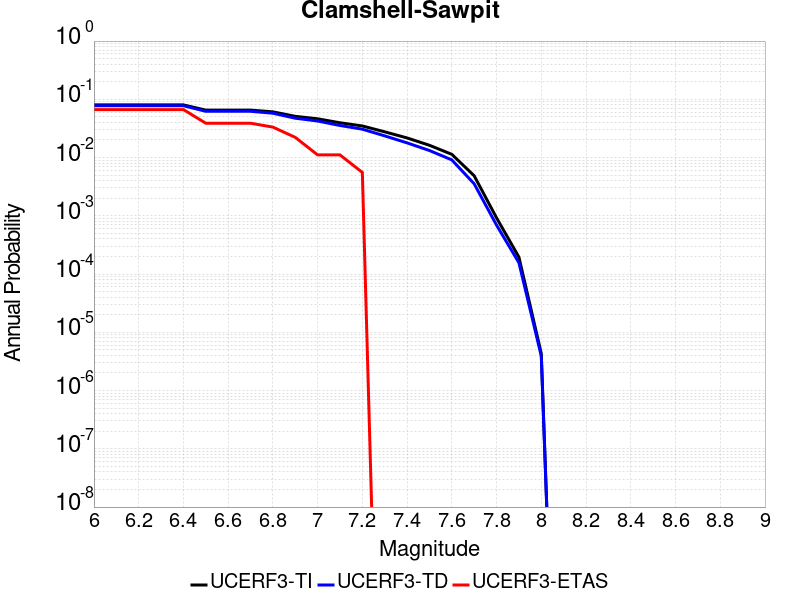 Clamshell-Sawpit
10^0
10^-1
10^-2
10^-3
10^-4
10^-5
10^-6
10^-7
10^-8
Annual Probability
6 6.2 6.4 6.6 6.8 7 7.2 7.4 7.6 7.8 8 8.2 8.4 8.6 8.8 9
Magnitude
UCERF3-TI UCERF3-TD UCERF3-ETAS